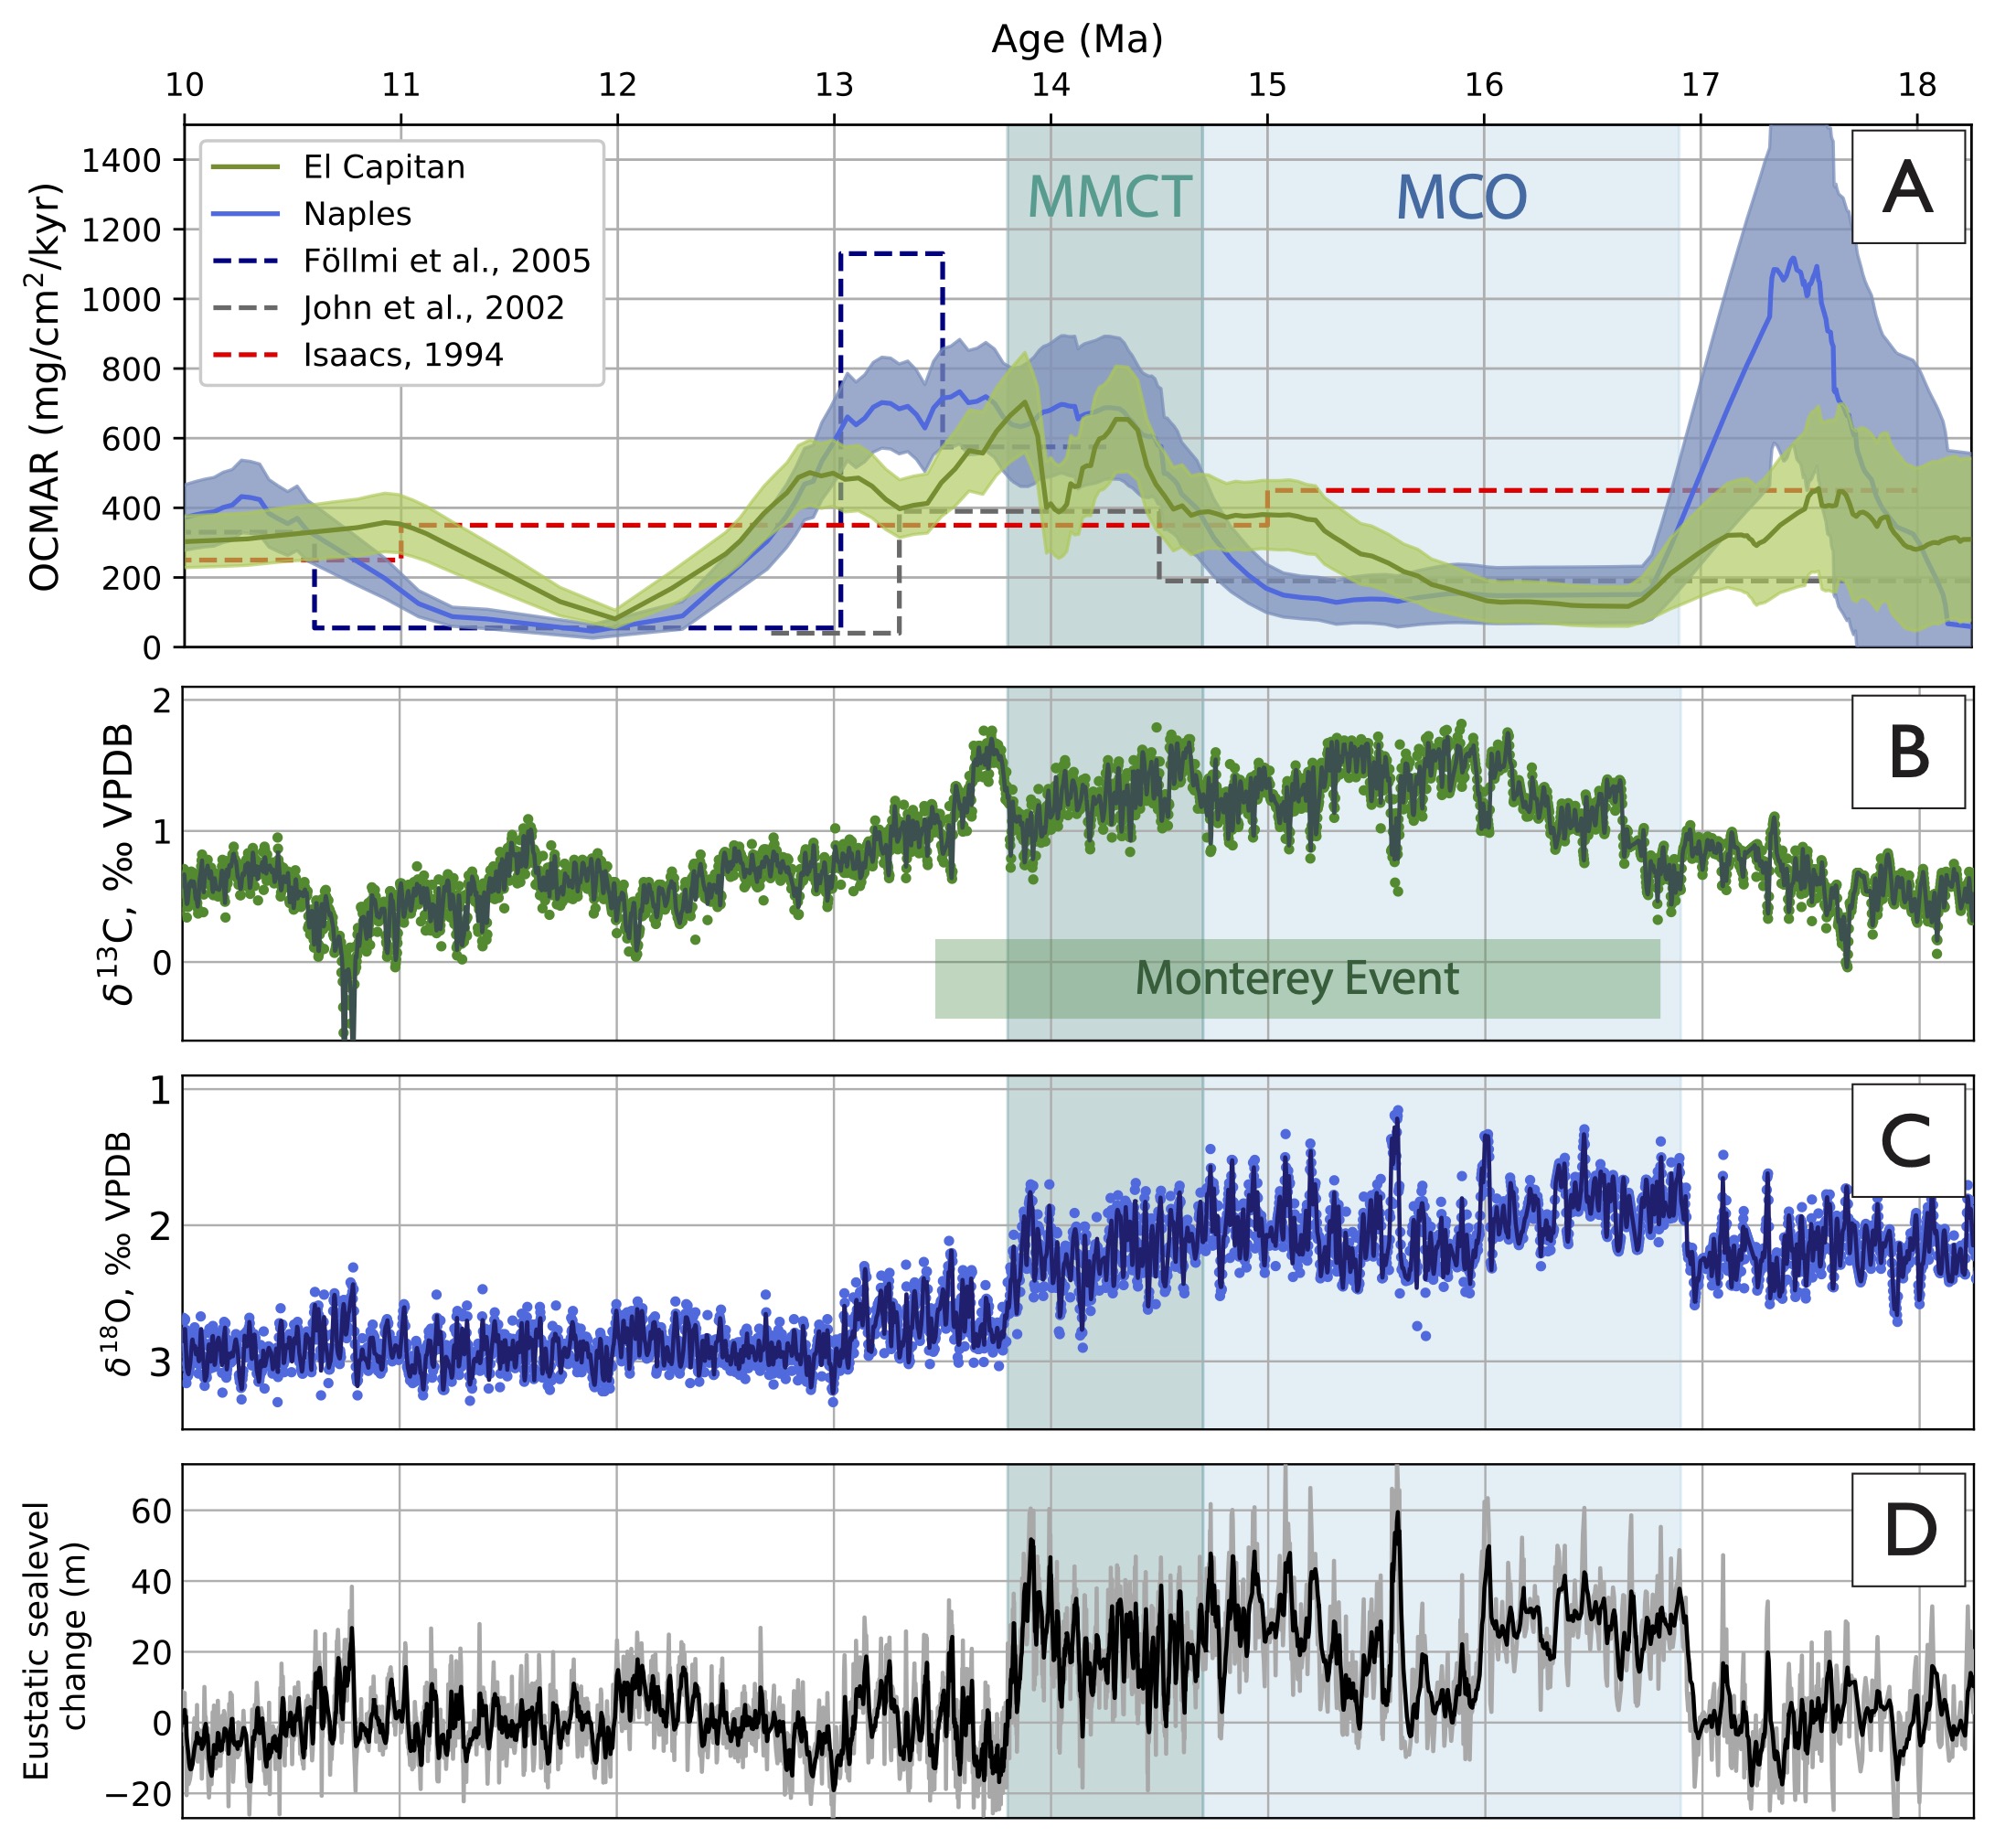 Age (Ma)
10 11 12 13 14 15 16 17 18
OCMAR (mg/cm²/kyr)
1400
1200
1000
800
600
400
200
0
El Capitan
Naples
Föllmi et al., 2005
John et al., 2002
Isaacs, 1994
MMCT
MCO
A
δ¹³C, ‰ VPDB
2
1
0
Monterey Event
B
δ¹⁸O, ‰ VPDB
1
2
3
C
Eustatic sealevel
change (m)
60
40
20
0
−20
D